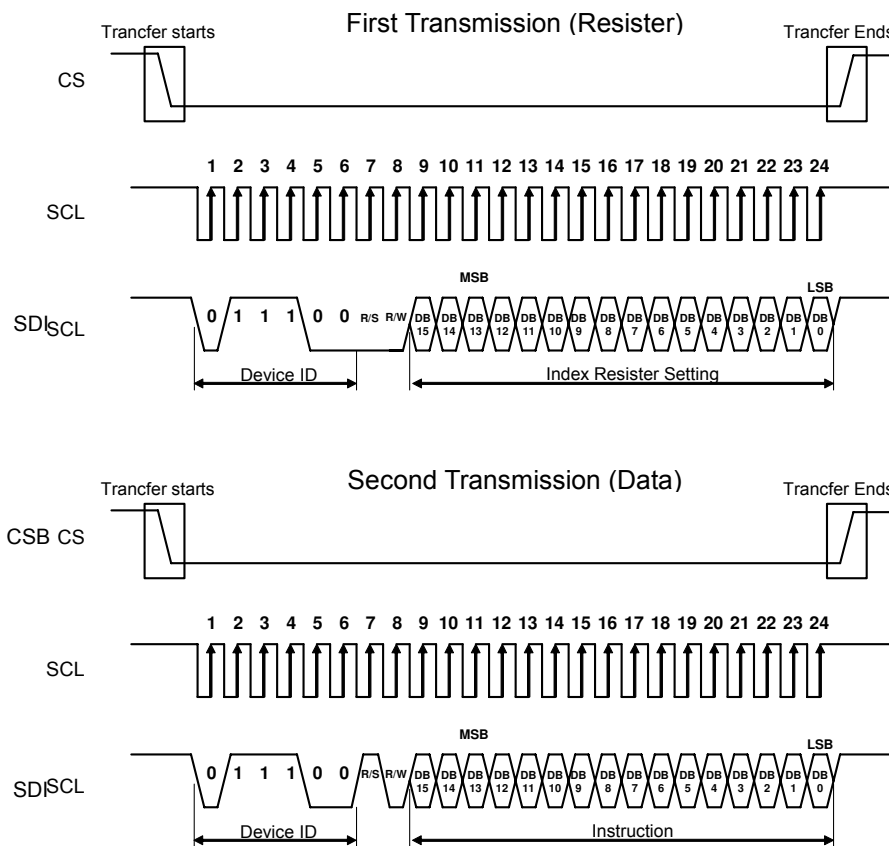 First Transmission (Resister)
Trancfer starts
Trancfer Ends
CS
1 2 3 4 5 6 7 8 9 10 11 12 13 14 15 16 17 18 19 20 21 22 23 24
SCL
MSB
LSB
SDI SCL
0 1 1 1 0 0 R/S R/W DB 15 DB 14 DB 13 DB 12 DB 11 DB 10 DB 9 DB 8 DB 7 DB 6 DB 5 DB 4 DB 3 DB 2 DB 1 DB 0
Device ID
Index Resister Setting
Second Transmission (Data)
Trancfer starts
Trancfer Ends
CSB CS
1 2 3 4 5 6 7 8 9 10 11 12 13 14 15 16 17 18 19 20 21 22 23 24
SCL
MSB
LSB
SDI SCL
0 1 1 1 0 0 R/S R/W DB 15 DB 14 DB 13 DB 12 DB 11 DB 10 DB 9 DB 8 DB 7 DB 6 DB 5 DB 4 DB 3 DB 2 DB 1 DB 0
Device ID
Instruction